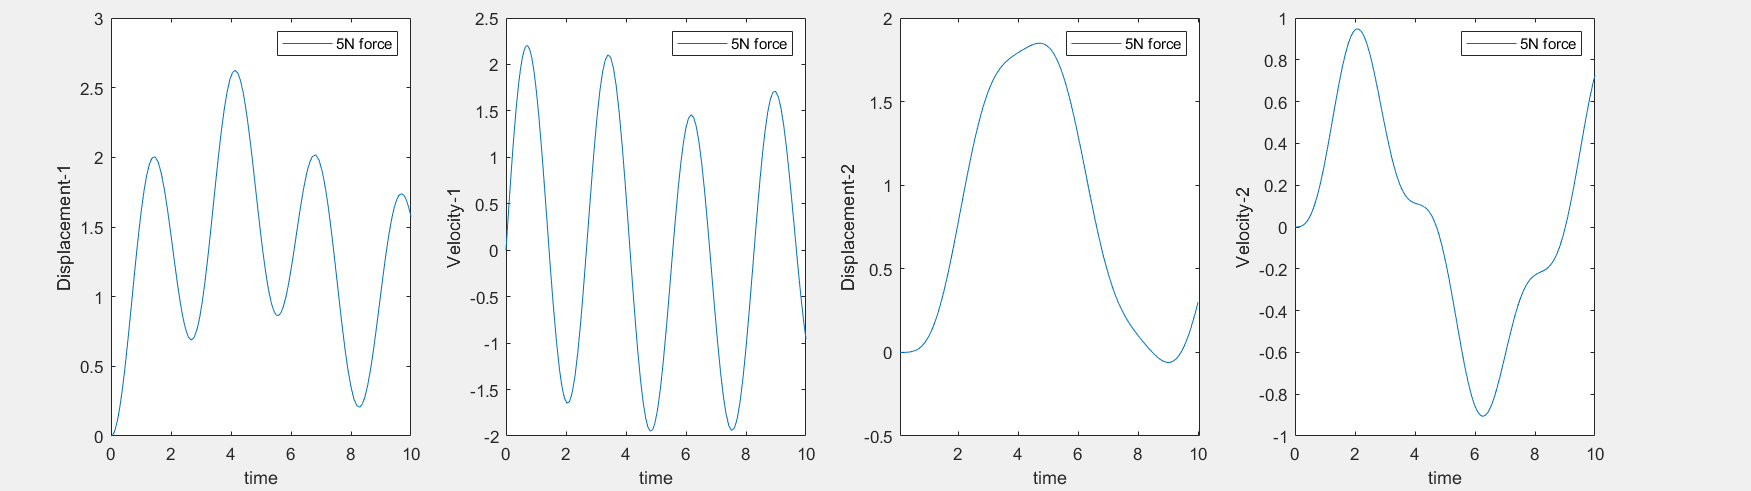 3
2.5
2
1.5
1
0.5
0
Displacement-1
5N force
0 2 4 6 8 10
time
2.5
2
1.5
1
0.5
0
-0.5
-1
-1.5
-2
Velocity-1
5N force
0 2 4 6 8 10
time
2
1.5
1
0.5
0
-0.5
Displacement-2
5N force
2 4 6 8 10
time
1
0.8
0.6
0.4
0.2
0
-0.2
-0.4
-0.6
-0.8
-1
Velocity-2
5N force
0 2 4 6 8 10
time